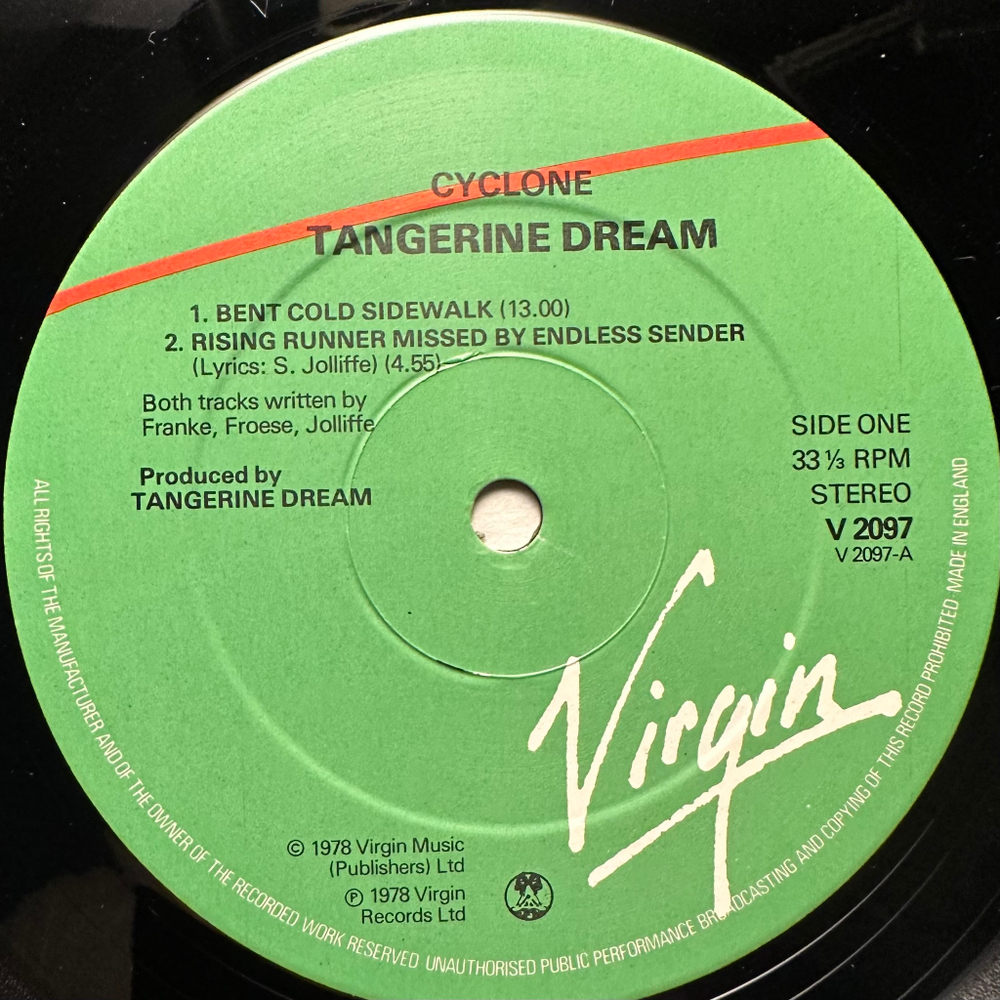 CYCLONE
TANGERINE DREAM
1. BENT COLD SIDEWALK (13.00)
2. RISING RUNNER MISSED BY ENDLESS SENDER
(Lyrics: S. Jolliffe) (4.55)
Both tracks written by
Franke, Froese, Jolliffe
Produced by
TANGERINE DREAM
SIDE ONE
33⅓ RPM
STEREO
V 2097
V 2097-A
Virgin
© 1978 Virgin Music
(Publishers) Ltd
℗ 1978 Virgin
Records Ltd
ALL RIGHTS OF THE MANUFACTURER AND OF THE OWNER OF THE RECORDED WORK RESERVED UNAUTHORISED PUBLIC PERFORMANCE BROADCASTING AND COPYING OF THIS RECORD PROHIBITED · MADE IN ENGLAND